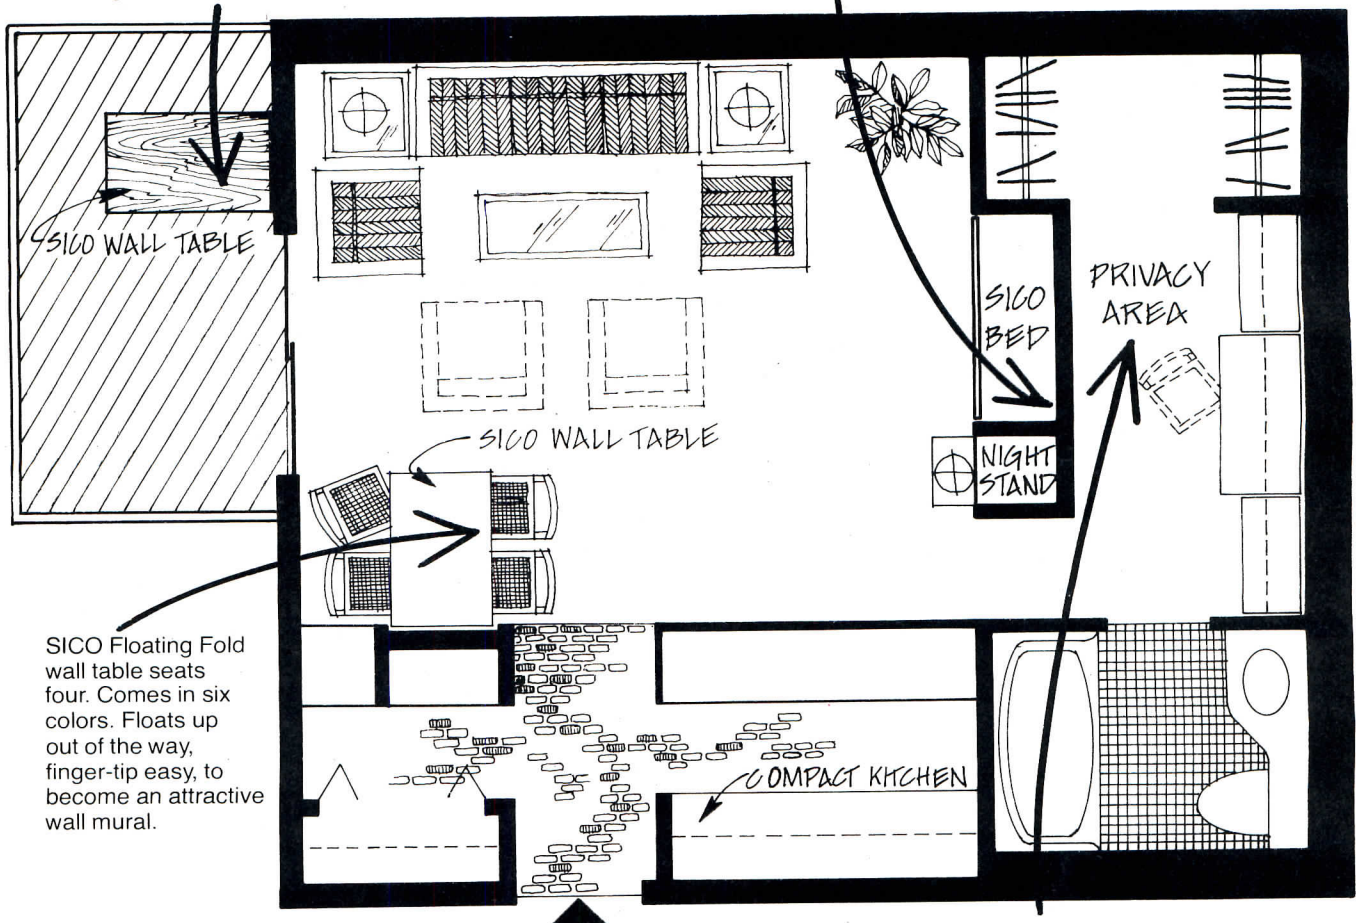 SICO WALL TABLE
SICO
BED
PRIVACY
AREA
SICO WALL TABLE
NIGHT
STAND
SICO Floating Fold
wall table seats
four. Comes in six
colors. Floats up
out of the way,
finger-tip easy, to
become an attractive
wall mural.
COMPACT KITCHEN